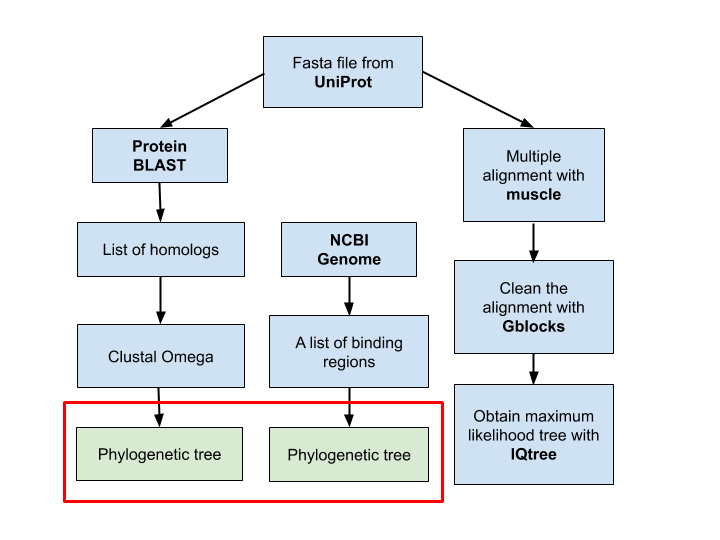 Fasta file from
UniProt
Protein
BLAST
List of homologs
Clustal Omega
Phylogenetic tree
NCBI
Genome
A list of binding
regions
Phylogenetic tree
Multiple
alignment with
muscle
Clean the
alignment with
Gblocks
Obtain maximum
likelihood tree with
IQtree